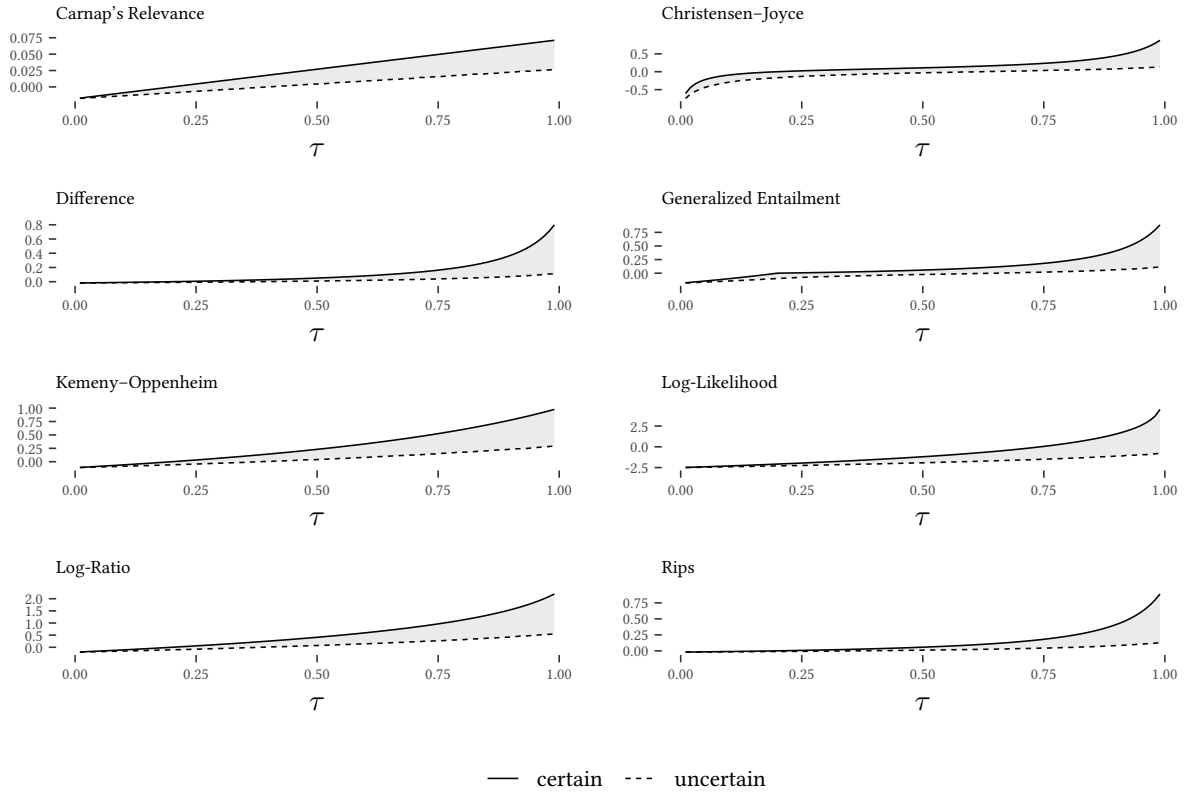 Carnap’s Relevance
0.075
0.050
0.025
0.000
0.00 0.25 0.50 0.75 1.00
τ
Christensen–Joyce
0.5
0.0
-0.5
0.00 0.25 0.50 0.75 1.00
τ
Difference
0.8
0.6
0.4
0.2
0.0
0.00 0.25 0.50 0.75 1.00
τ
Generalized Entailment
0.75
0.50
0.25
0.00
0.00 0.25 0.50 0.75 1.00
τ
Kemeny–Oppenheim
1.00
0.75
0.50
0.25
0.00
0.00 0.25 0.50 0.75 1.00
τ
Log-Likelihood
2.5
0.0
-2.5
0.00 0.25 0.50 0.75 1.00
τ
Log-Ratio
2.0
1.5
1.0
0.5
0.0
0.00 0.25 0.50 0.75 1.00
τ
Rips
0.75
0.50
0.25
0.00
0.00 0.25 0.50 0.75 1.00
τ
certain uncertain